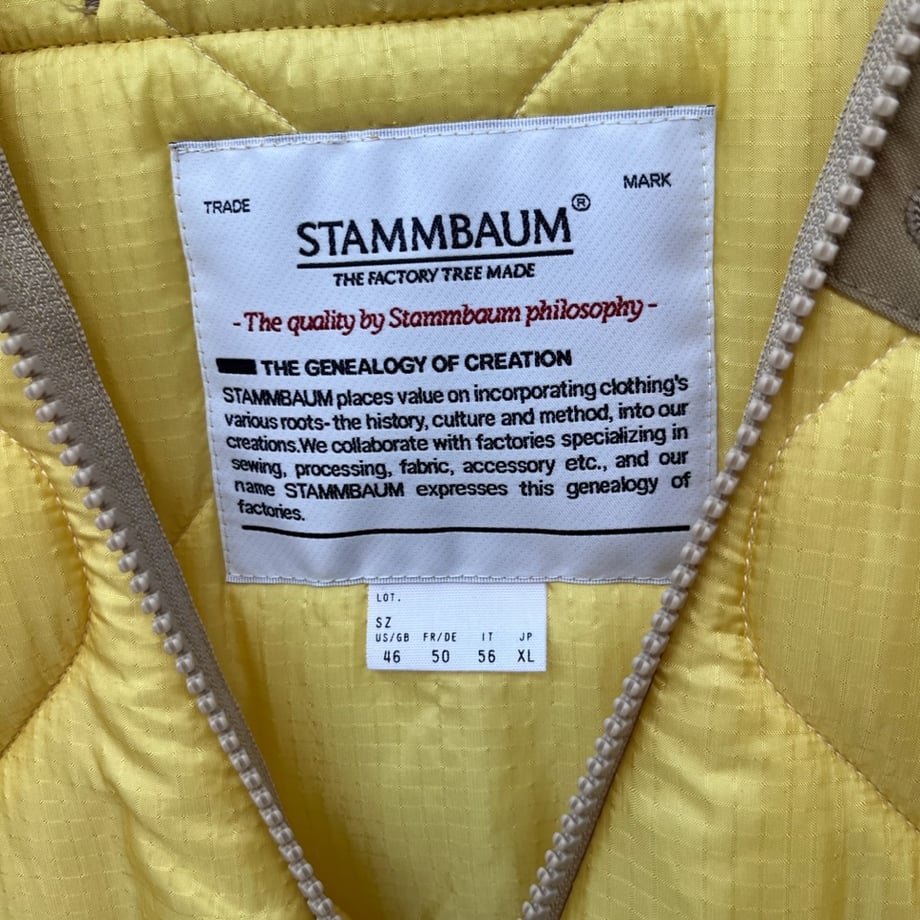 TRADE MARK
STAMMBAUM®
THE FACTORY TREE MADE
-The quality by Stammbaum philosophy-
THE GENEALOGY OF CREATION
STAMMBAUM places value on incorporating clothing's
various roots- the history, culture and method, into our
creations.We collaborate with factories specializing in
sewing, processing, fabric, accessory etc., and our
name STAMMBAUM expresses this genealogy of
factories.
LOT.
SZ
US/GB FR/DE IT JP
46 50 56 XL